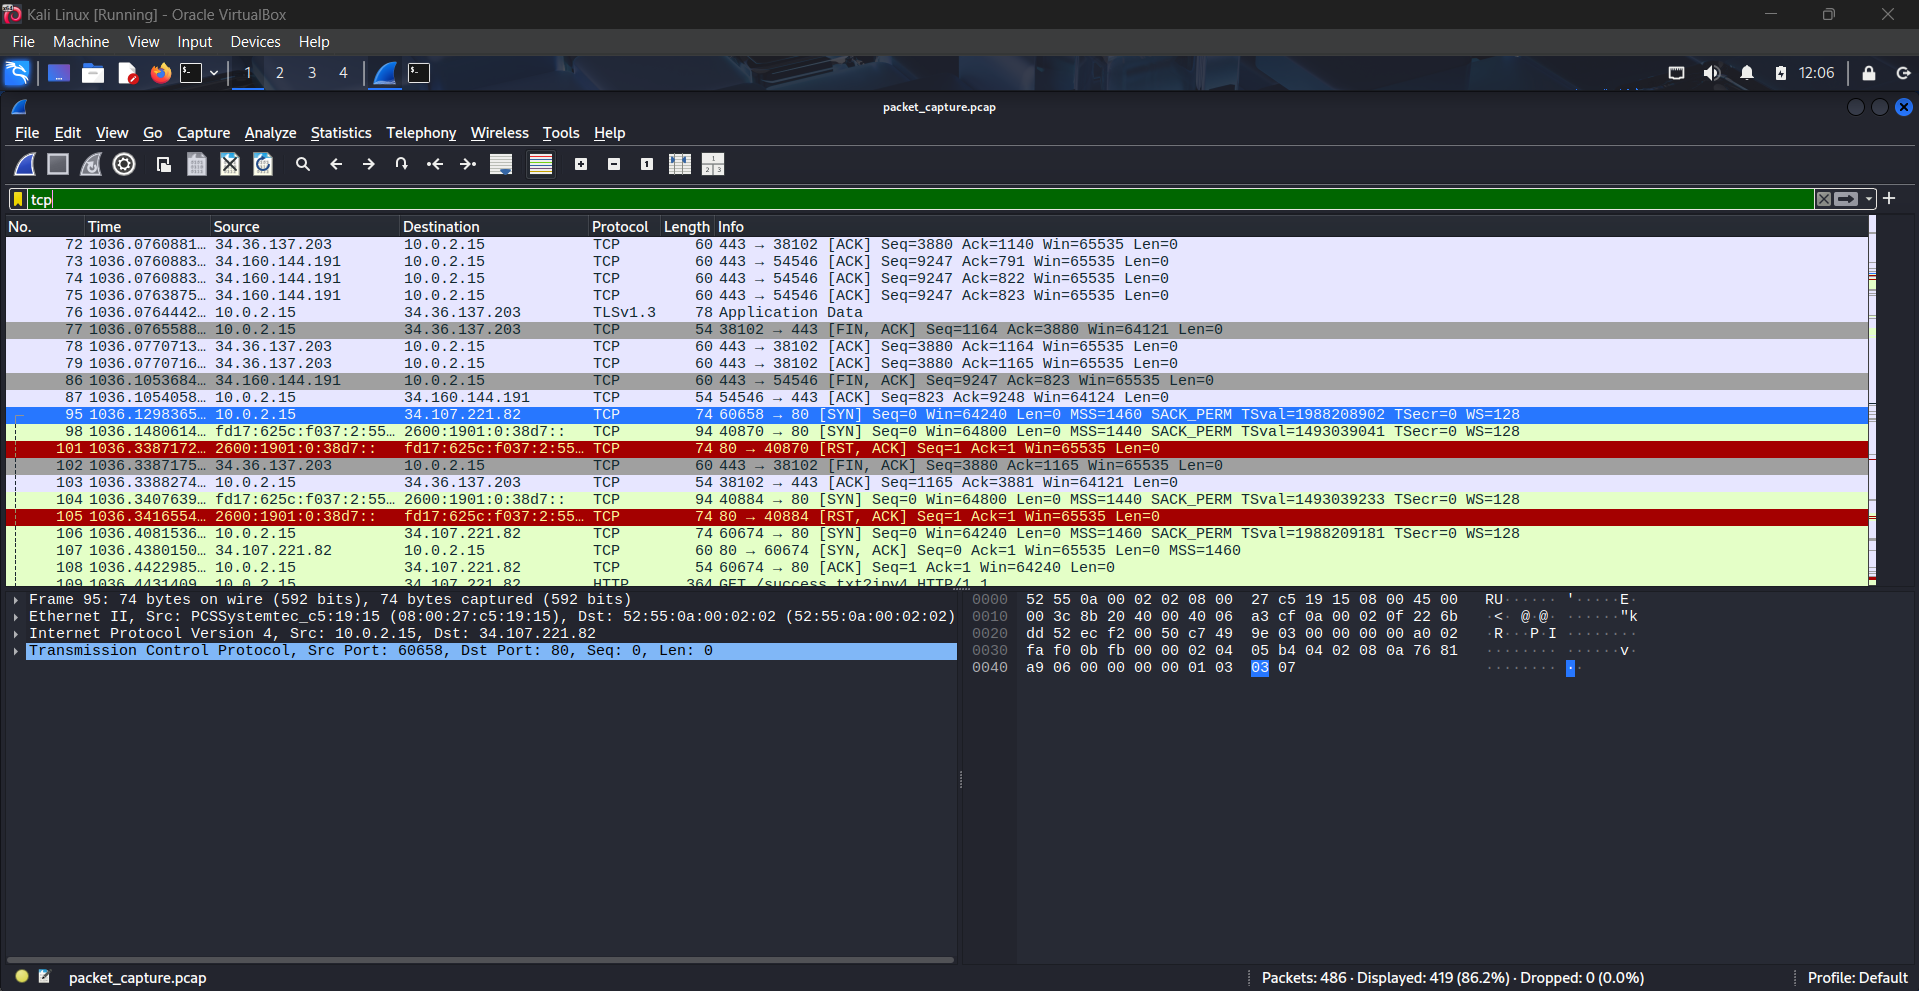 Kali Linux [Running] - Oracle VirtualBox
File Machine View Input Devices Help
1 2 3 4 12:06
packet_capture.pcap
File Edit View Go Capture Analyze Statistics Telephony Wireless Tools Help
tcp
No. Time Source Destination Protocol Length Info
72 1036.0760881… 34.36.137.203 10.0.2.15 TCP 60 443 → 38102 [ACK] Seq=3880 Ack=1140 Win=65535 Len=0
73 1036.0760883… 34.160.144.191 10.0.2.15 TCP 60 443 → 54546 [ACK] Seq=9247 Ack=791 Win=65535 Len=0
74 1036.0760883… 34.160.144.191 10.0.2.15 TCP 60 443 → 54546 [ACK] Seq=9247 Ack=822 Win=65535 Len=0
75 1036.0763875… 34.160.144.191 10.0.2.15 TCP 60 443 → 54546 [ACK] Seq=9247 Ack=823 Win=65535 Len=0
76 1036.0764442… 10.0.2.15 34.36.137.203 TLSv1.3 78 Application Data
77 1036.0765588… 10.0.2.15 34.36.137.203 TCP 54 38102 → 443 [FIN, ACK] Seq=1164 Ack=3880 Win=64121 Len=0
78 1036.0770713… 34.36.137.203 10.0.2.15 TCP 60 443 → 38102 [ACK] Seq=3880 Ack=1164 Win=65535 Len=0
79 1036.0770716… 34.36.137.203 10.0.2.15 TCP 60 443 → 38102 [ACK] Seq=3880 Ack=1165 Win=65535 Len=0
86 1036.1053684… 34.160.144.191 10.0.2.15 TCP 60 443 → 54546 [FIN, ACK] Seq=9247 Ack=823 Win=65535 Len=0
87 1036.1054058… 10.0.2.15 34.160.144.191 TCP 54 54546 → 443 [ACK] Seq=823 Ack=9248 Win=64124 Len=0
95 1036.1298365… 10.0.2.15 34.107.221.82 TCP 74 60658 → 80 [SYN] Seq=0 Win=64240 Len=0 MSS=1460 SACK_PERM TSval=1988208902 TSecr=0 WS=128
98 1036.1480614… fd17:625c:f037:2:55… 2600:1901:0:38d7:: TCP 94 40870 → 80 [SYN] Seq=0 Win=64800 Len=0 MSS=1440 SACK_PERM TSval=1493039041 TSecr=0 WS=128
101 1036.3387172… 2600:1901:0:38d7:: fd17:625c:f037:2:55… TCP 74 80 → 40870 [RST, ACK] Seq=1 Ack=1 Win=65535 Len=0
102 1036.3387175… 34.36.137.203 10.0.2.15 TCP 60 443 → 38102 [FIN, ACK] Seq=3880 Ack=1165 Win=65535 Len=0
103 1036.3388274… 10.0.2.15 34.36.137.203 TCP 54 38102 → 443 [ACK] Seq=1165 Ack=3881 Win=64121 Len=0
104 1036.3407639… fd17:625c:f037:2:55… 2600:1901:0:38d7:: TCP 94 40884 → 80 [SYN] Seq=0 Win=64800 Len=0 MSS=1440 SACK_PERM TSval=1493039233 TSecr=0 WS=128
105 1036.3416554… 2600:1901:0:38d7:: fd17:625c:f037:2:55… TCP 74 80 → 40884 [RST, ACK] Seq=1 Ack=1 Win=65535 Len=0
106 1036.4081536… 10.0.2.15 34.107.221.82 TCP 74 60674 → 80 [SYN] Seq=0 Win=64240 Len=0 MSS=1460 SACK_PERM TSval=1988209181 TSecr=0 WS=128
107 1036.4380150… 34.107.221.82 10.0.2.15 TCP 60 80 → 60674 [SYN, ACK] Seq=0 Ack=1 Win=65535 Len=0 MSS=1460
108 1036.4422985… 10.0.2.15 34.107.221.82 TCP 54 60674 → 80 [ACK] Seq=1 Ack=1 Win=64240 Len=0
109 1036.4431409… 10.0.2.15 34.107.221.82 HTTP 364 GET /success.txt?ipv4 HTTP/1.1
Frame 95: 74 bytes on wire (592 bits), 74 bytes captured (592 bits)
Ethernet II, Src: PCSSystemtec_c5:19:15 (08:00:27:c5:19:15), Dst: 52:55:0a:00:02:02 (52:55:0a:00:02:02)
Internet Protocol Version 4, Src: 10.0.2.15, Dst: 34.107.221.82
Transmission Control Protocol, Src Port: 60658, Dst Port: 80, Seq: 0, Len: 0
0000 52 55 0a 00 02 02 08 00 27 c5 19 15 08 00 45 00 RU······ '·····E·
0010 00 3c 8b 20 40 00 40 06 a3 cf 0a 00 02 0f 22 6b ·<· @·@· ······"k
0020 dd 52 ec f2 00 50 c7 49 9e 03 00 00 00 00 a0 02 ·R···P·I ········
0030 fa f0 0b fb 00 00 02 04 05 b4 04 02 08 0a 76 81 ········ ······v·
0040 a9 06 00 00 00 00 01 03 03 07 ········ ··
packet_capture.pcap Packets: 486 · Displayed: 419 (86.2%) · Dropped: 0 (0.0%) Profile: Default